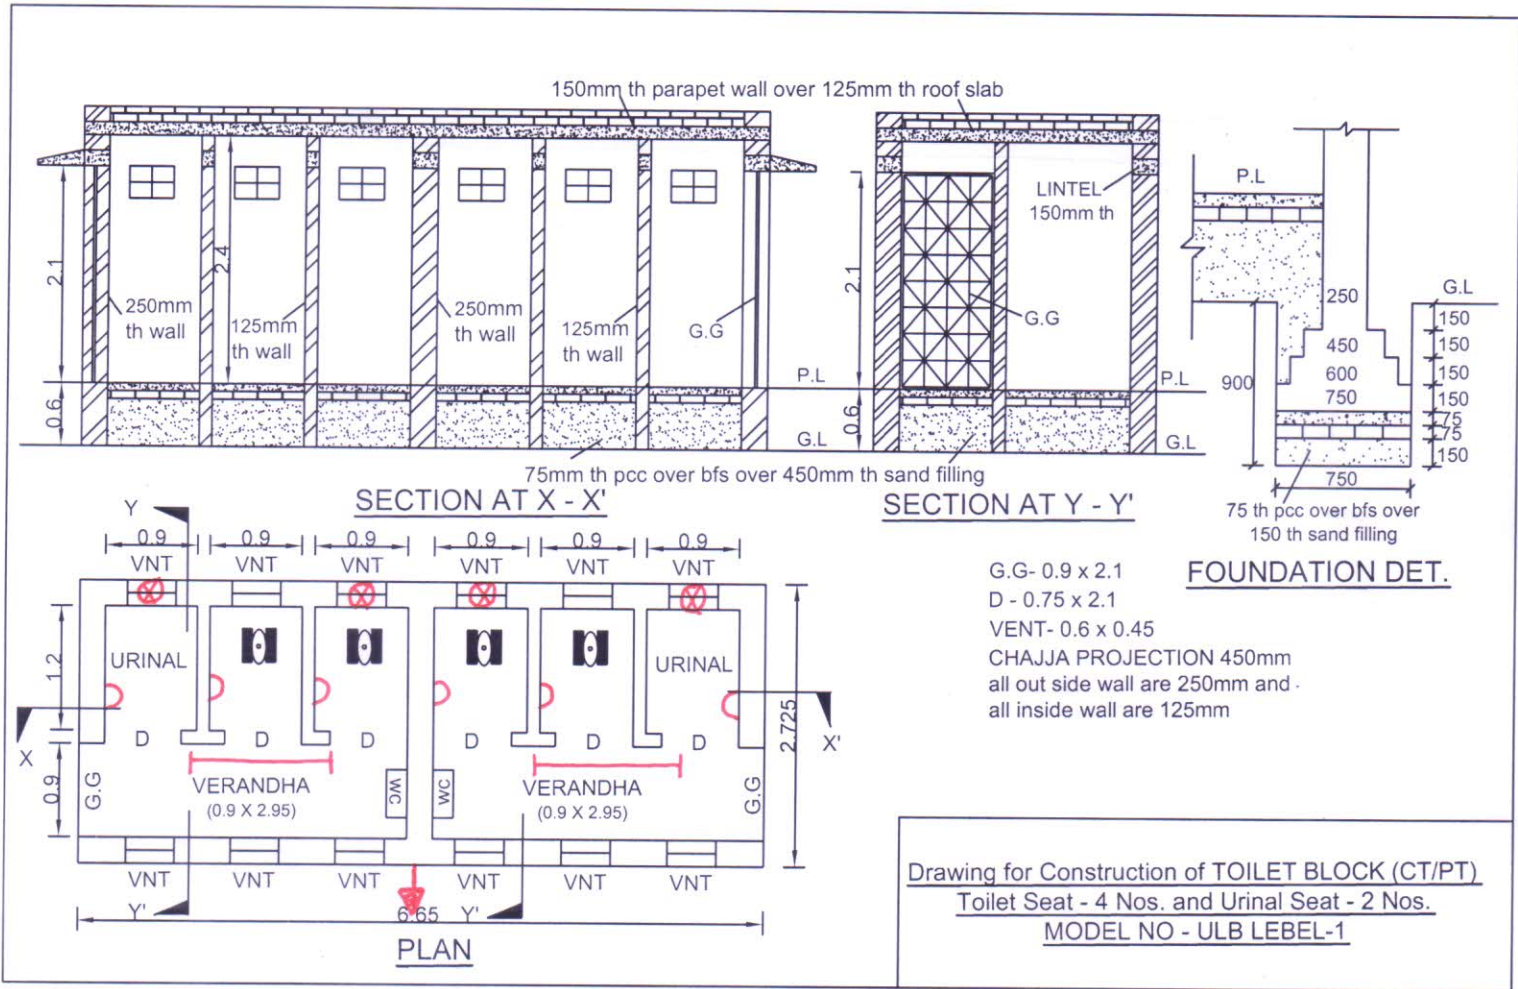 150mm th parapet wall over 125mm th roof slab
2.1
250mm
th wall
2.4
125mm
th wall
250mm
th wall
125mm
th wall
G.G
P.L
0.6
G.L
75mm th pcc over bfs over 450mm th sand filling
SECTION AT X - X'
2.1
LINTEL
150mm th
G.G
P.L
0.6
G.L
SECTION AT Y - Y'
P.L
G.L
250
450
600
750
900
150
150
150
150
75
75
150
750
75 th pcc over bfs over
150 th sand filling
FOUNDATION DET.
Y
0.9
0.9
0.9
0.9
0.9
0.9
VNT
VNT
VNT
VNT
VNT
VNT
1.2
URINAL
URINAL
2.725
X
X'
D
D
D
D
D
D
0.9
G.G
VERANDHA
(0.9 X 2.95)
WC
WC
VERANDHA
(0.9 X 2.95)
G.G
VNT
VNT
VNT
VNT
VNT
VNT
Y'
Y'
6.65
PLAN
G.G- 0.9 x 2.1
D - 0.75 x 2.1
VENT- 0.6 x 0.45
CHAJJA PROJECTION 450mm
all out side wall are 250mm and
all inside wall are 125mm
Drawing for Construction of TOILET BLOCK (CT/PT)
Toilet Seat - 4 Nos. and Urinal Seat - 2 Nos.
MODEL NO - ULB LEBEL-1